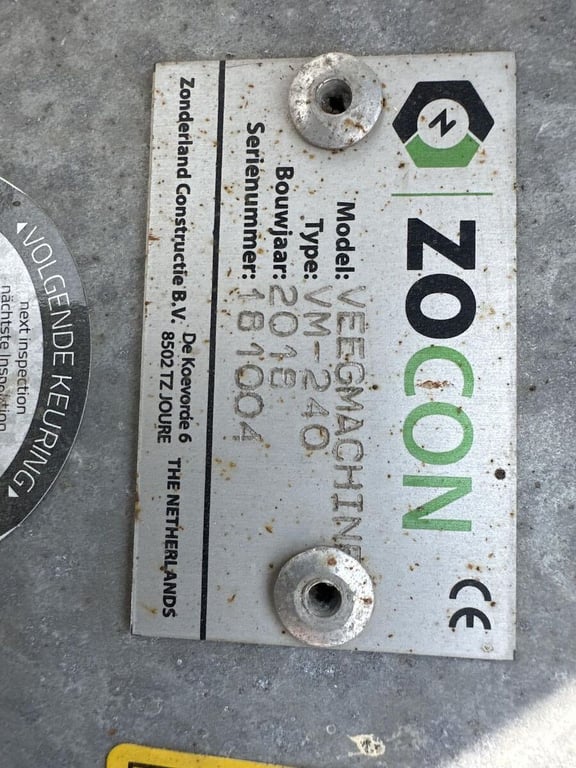 ZOCON
CE
Model: VEEGMACHINE
Type: VM-240
Bouwjaar: 2018
Serienummer: 181004
Zonderland Constructie B.V. De Koevorde 6 THE NETHERLANDS
8502 TZ JOURE
VOLGENDE KEURING
next inspection
nächste Inspektion